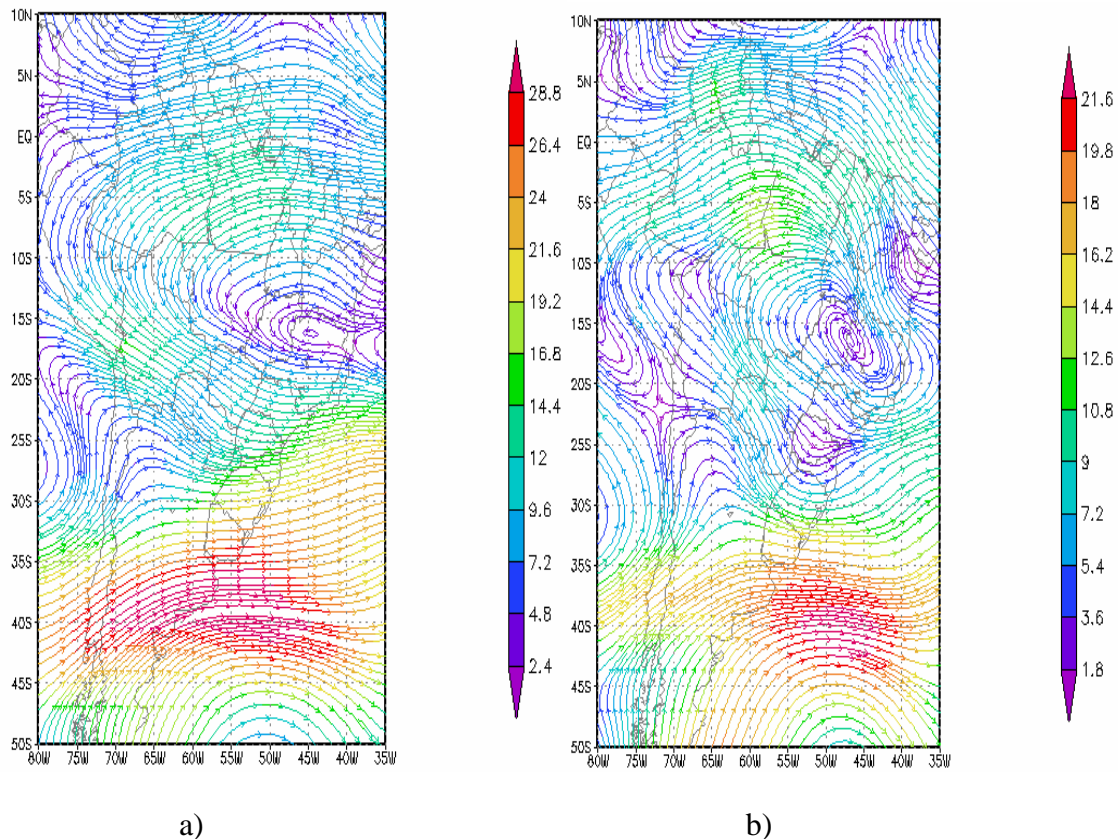 10N
5N
EQ
5S
10S
15S
20S
25S
30S
35S
40S
45S
50S
80W 75W 70W 65W 60W 55W 50W 45W 40W 35W
28.8
26.4
24
21.6
19.2
16.8
14.4
12
9.6
7.2
4.8
2.4
a)
10N
5N
EQ
5S
10S
15S
20S
25S
30S
35S
40S
45S
50S
80W 75W 70W 65W 60W 55W 50W 45W 40W 35W
21.6
19.8
18
16.2
14.4
12.6
10.8
9
7.2
5.4
3.6
1.8
b)